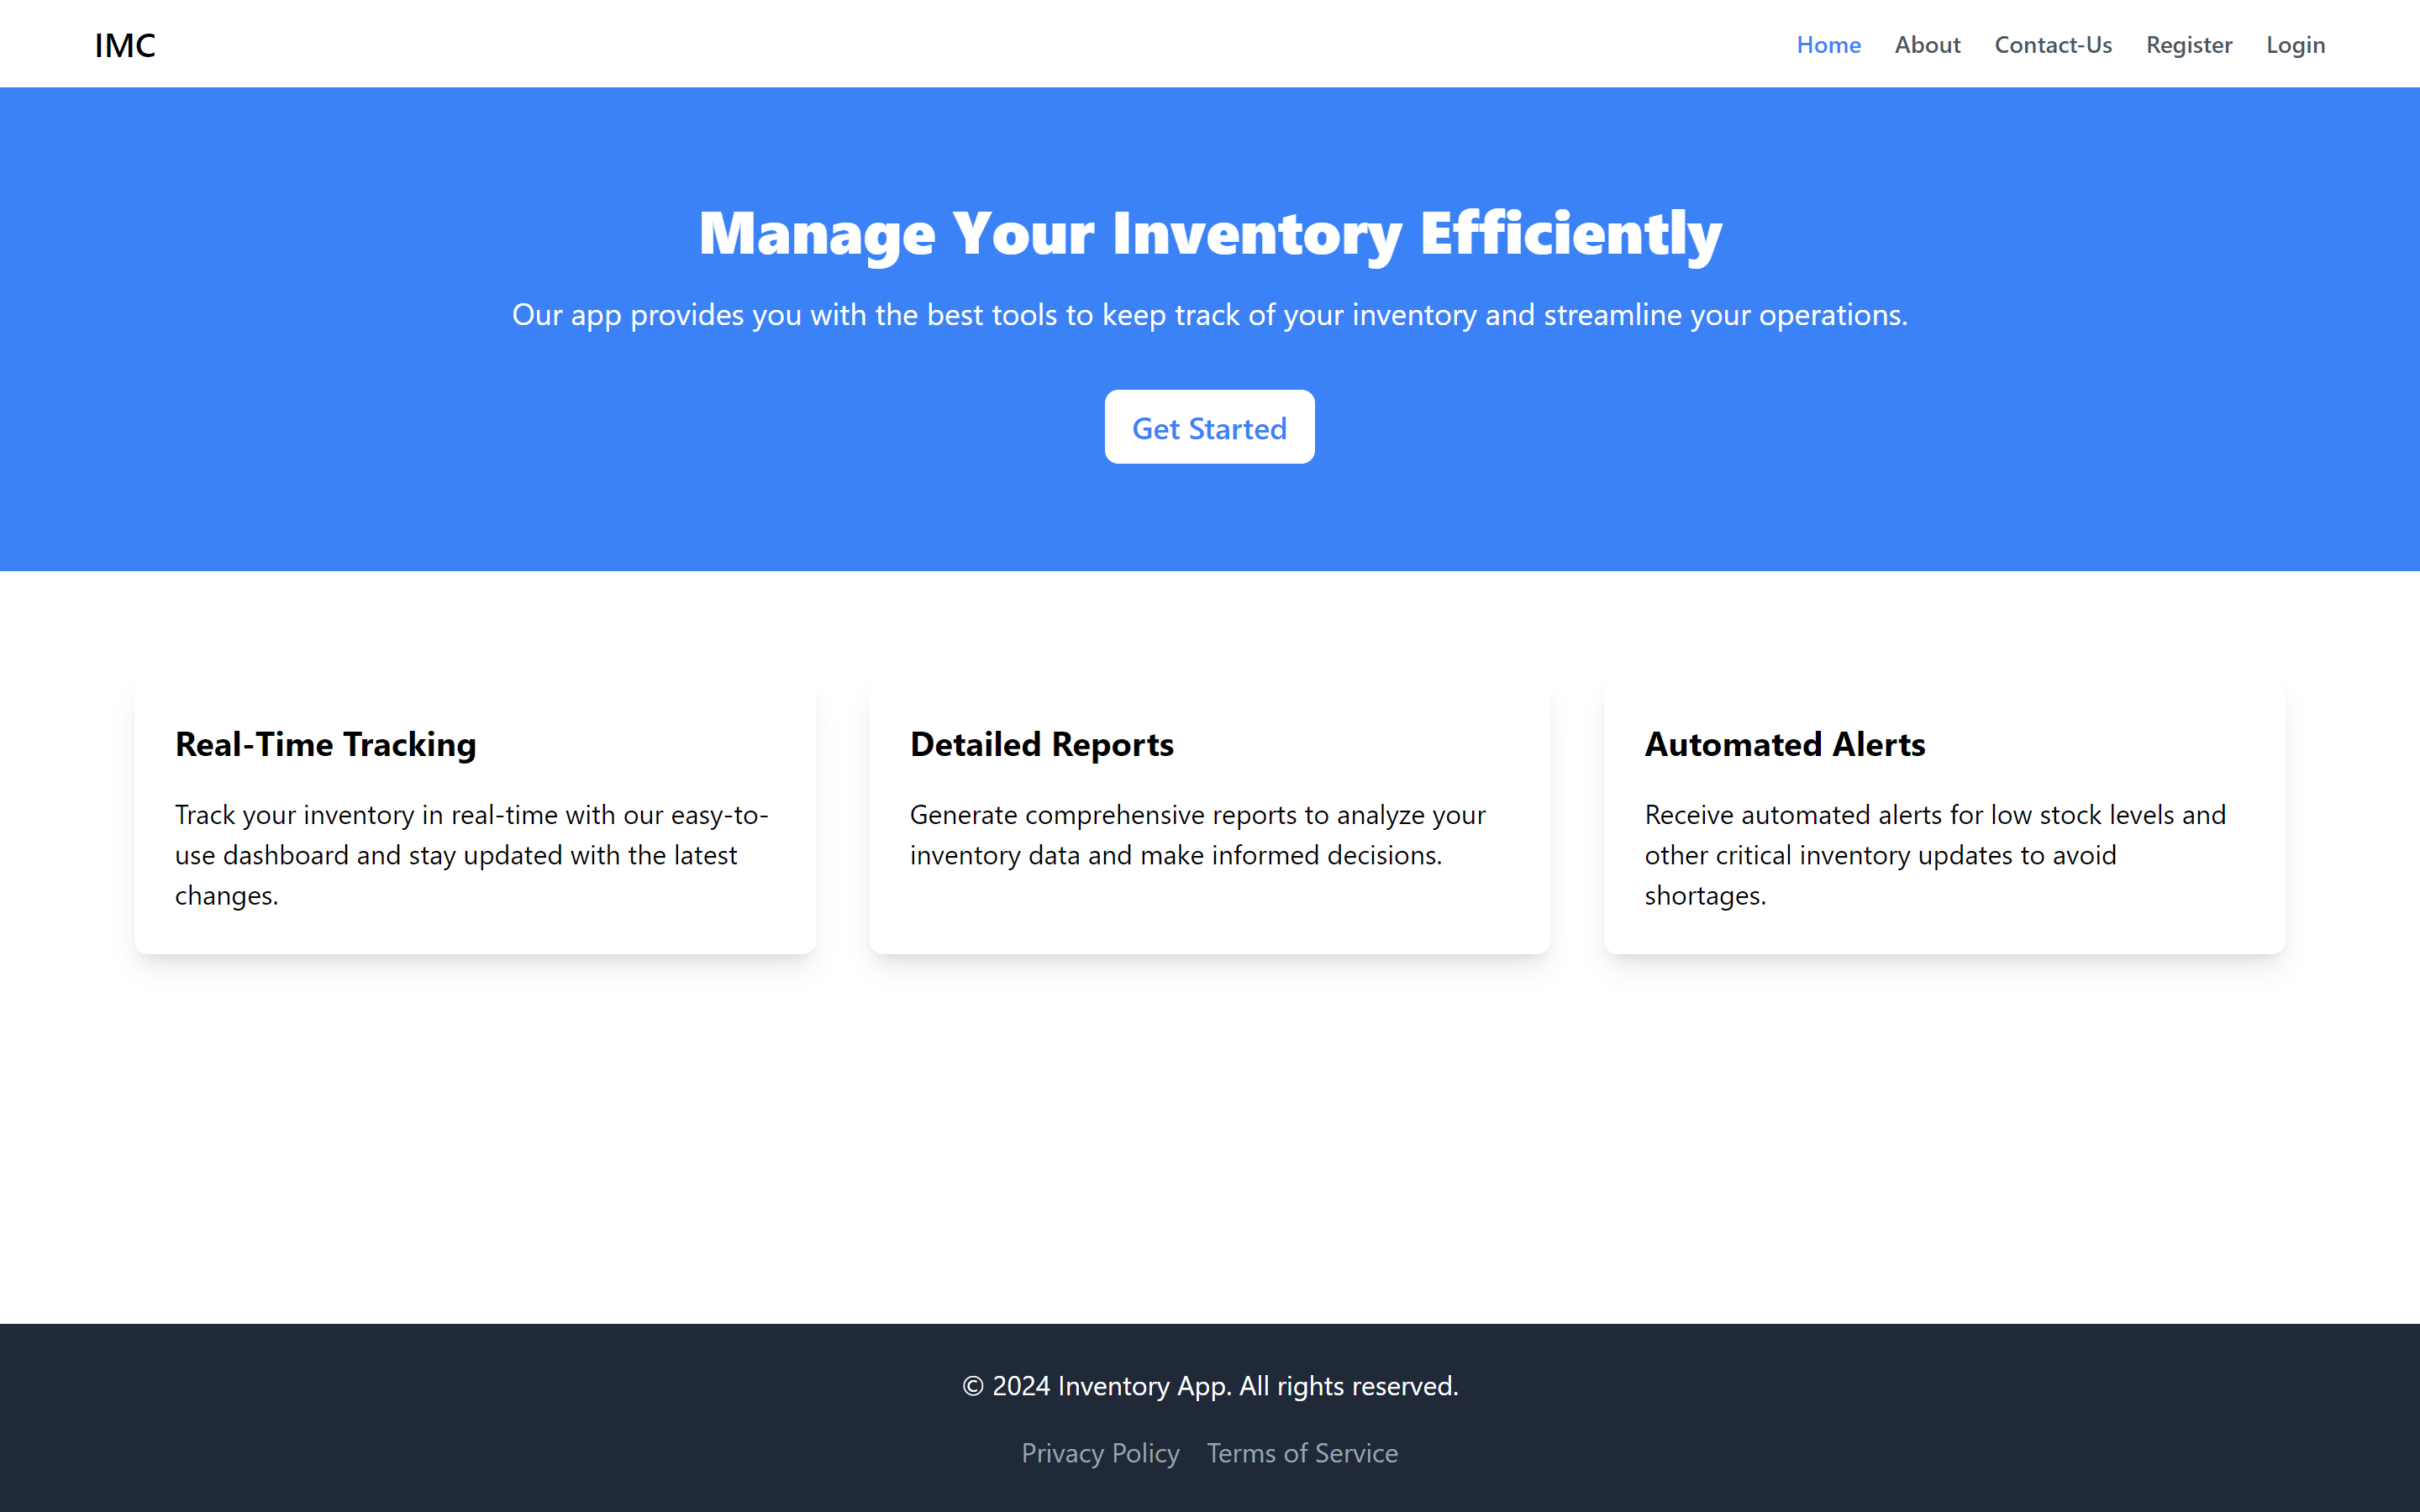 IMC
Home About Contact-Us Register Login
Manage Your Inventory Efficiently
Our app provides you with the best tools to keep track of your inventory and streamline your operations.
Get Started
Real-Time Tracking
Track your inventory in real-time with our easy-to-
use dashboard and stay updated with the latest
changes.
Detailed Reports
Generate comprehensive reports to analyze your
inventory data and make informed decisions.
Automated Alerts
Receive automated alerts for low stock levels and
other critical inventory updates to avoid
shortages.
© 2024 Inventory App. All rights reserved.
Privacy Policy Terms of Service